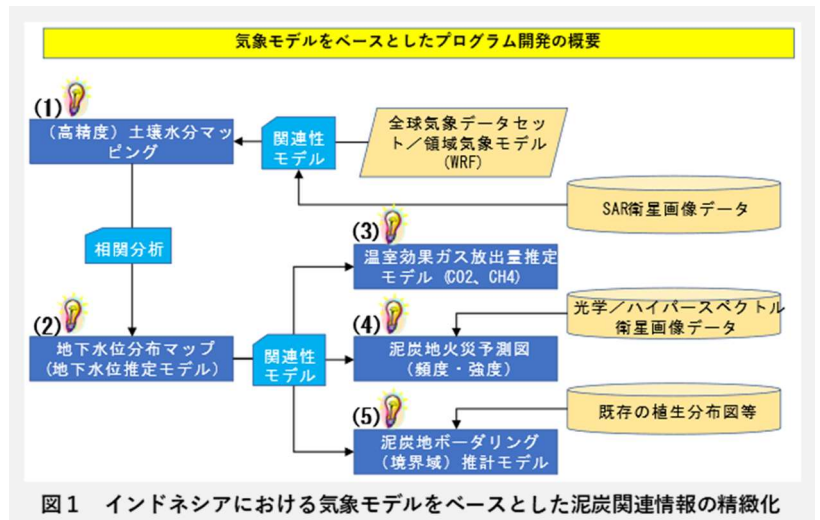 気象モデルをベースとしたプログラム開発の概要
(1)
(高精度)土壌水分マッ
ピング
関連性
モデル
全球気象データセッ
ト/領域気象モデル
(WRF)
SAR衛星画像データ
相関分析
(3)
温室効果ガス放出量推定
モデル(CO2、CH4)
(2)
地下水位分布マップ
(地下水位推定モデル)
関連性
モデル
(4)
泥炭地火災予測図
(頻度・強度)
光学/ハイパースペクトル
衛星画像データ
(5)
泥炭地ボーダリング
(境界域)推計モデル
既存の植生分布図等
図1 インドネシアにおける気象モデルをベースとした泥炭関連情報の精緻化